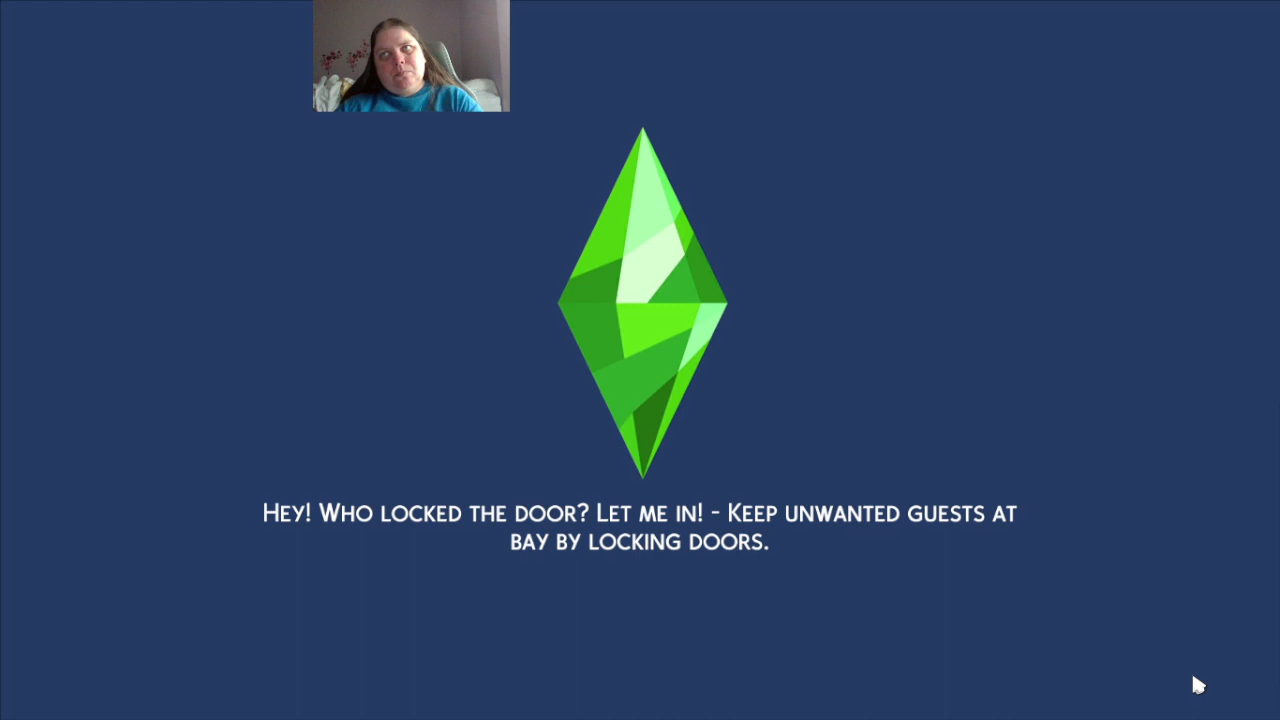 Hey! Who locked the door? Let me in! - Keep unwanted guests at
bay by locking doors.